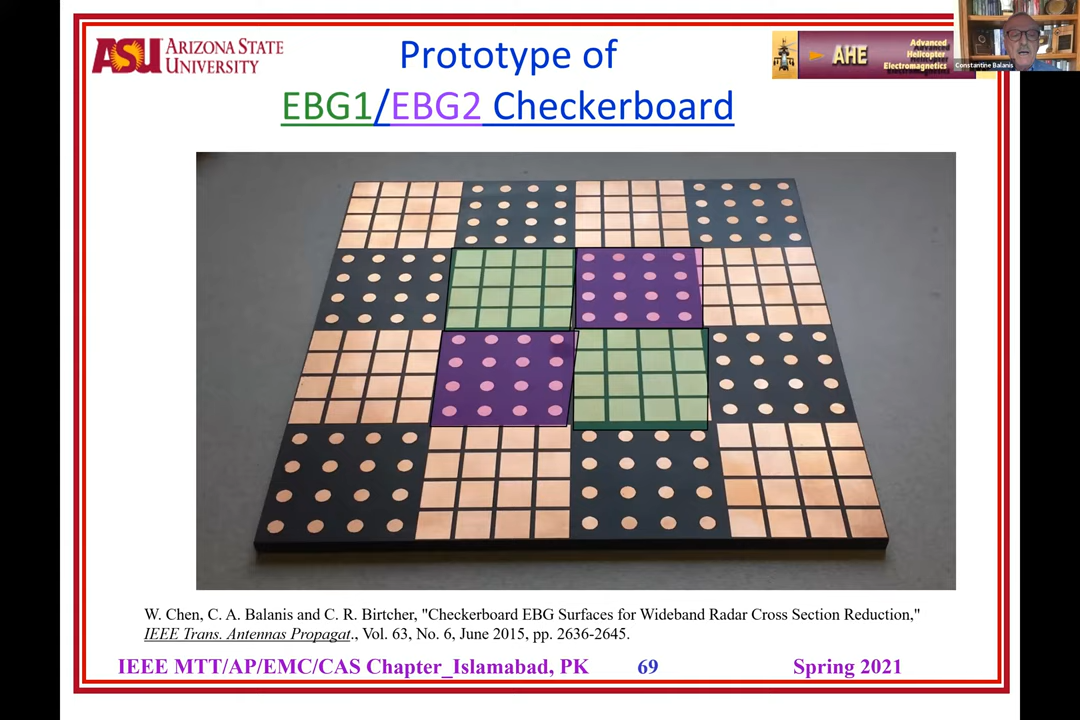 ASU ARIZONA STATE
UNIVERSITY
Prototype of
EBG1/EBG2 Checkerboard
AHE
Advanced
Helicopter
Electromagnetics
Constantine Balanis
W. Chen, C. A. Balanis and C. R. Birtcher, "Checkerboard EBG Surfaces for Wideband Radar Cross Section Reduction,"
IEEE Trans. Antennas Propagat., Vol. 63, No. 6, June 2015, pp. 2636-2645.
IEEE MTT/AP/EMC/CAS Chapter_Islamabad, PK 69 Spring 2021